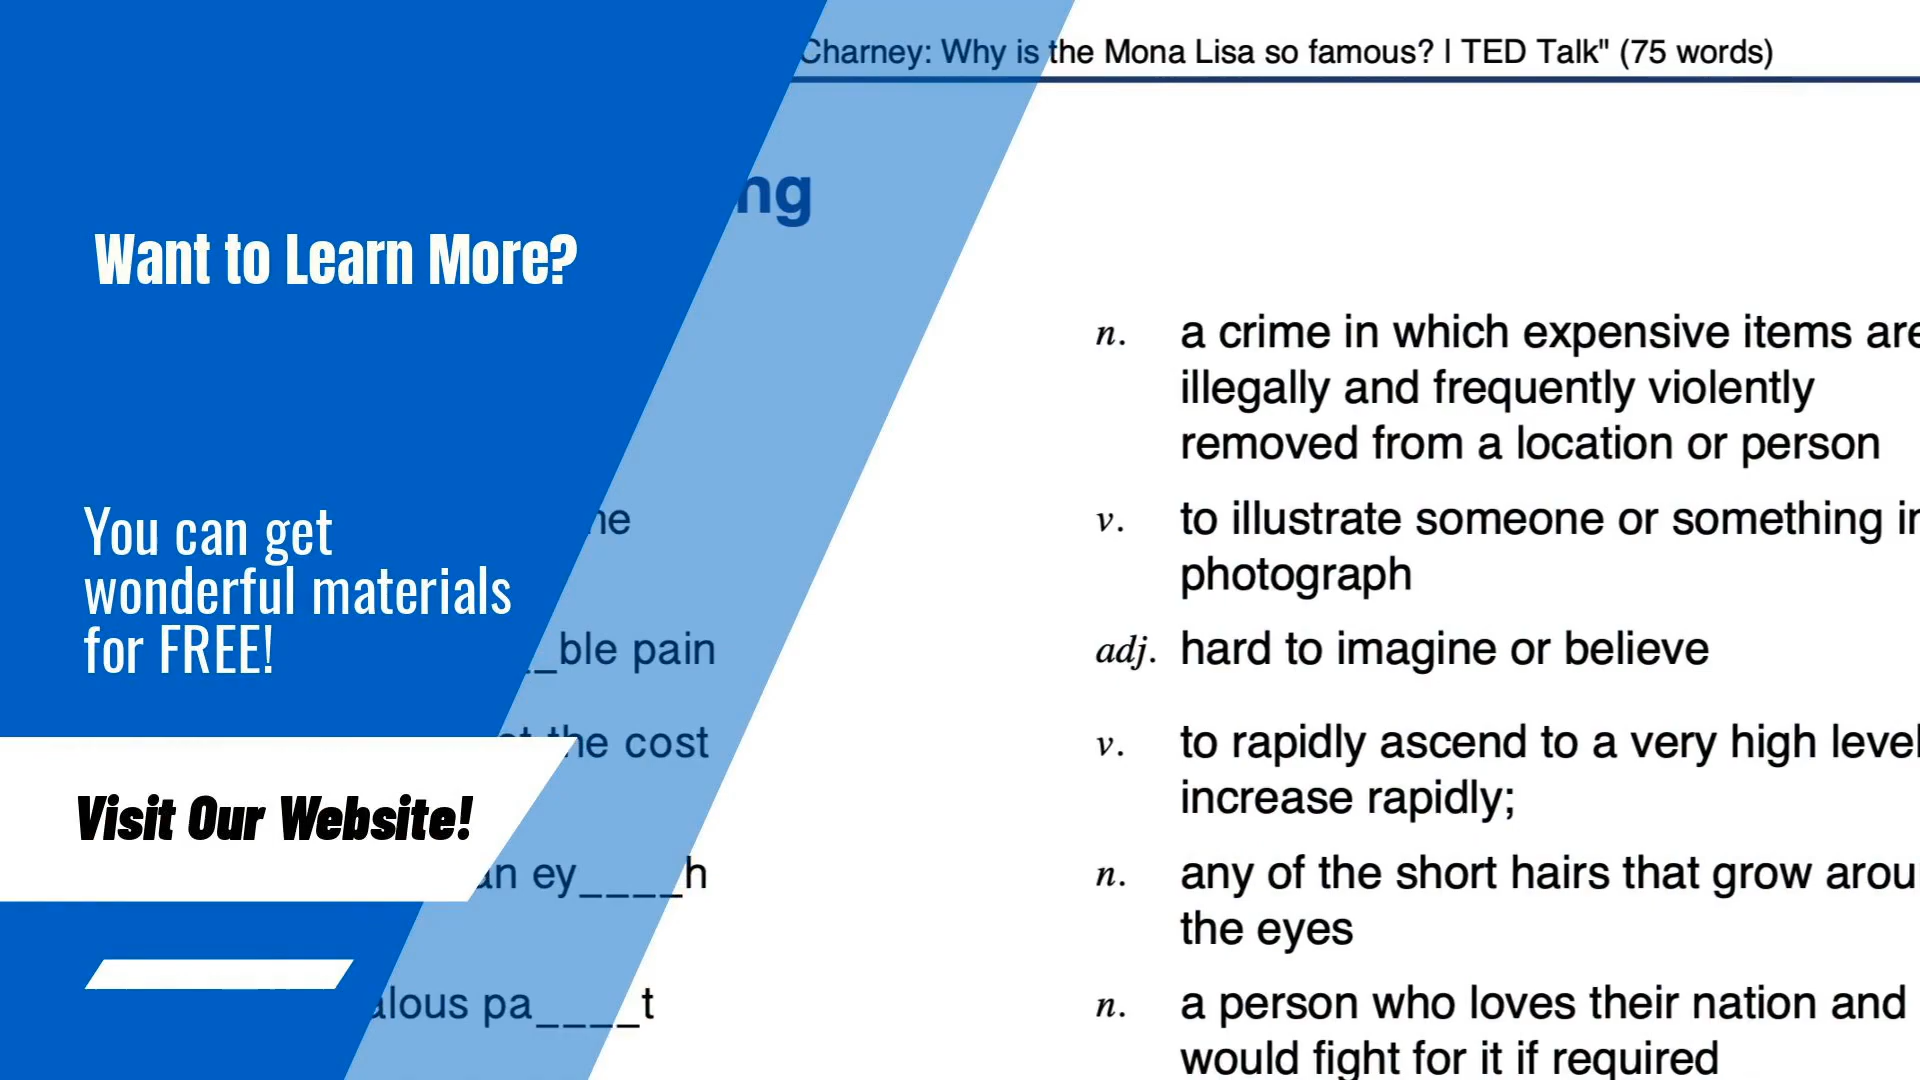 Charney: Why is the Mona Lisa so famous? | TED Talk" (75 words)
ng
Want to Learn More?
You can get
wonderful materials
for FREE!
Visit Our Website!
n. a crime in which expensive items are
illegally and frequently violently
removed from a location or person
v. to illustrate someone or something in
photograph
_ble pain
adj. hard to imagine or believe
the cost
v. to rapidly ascend to a very high level
increase rapidly;
an ey____h
n. any of the short hairs that grow arou
the eyes
alous pa____t
n. a person who loves their nation and
would fight for it if required